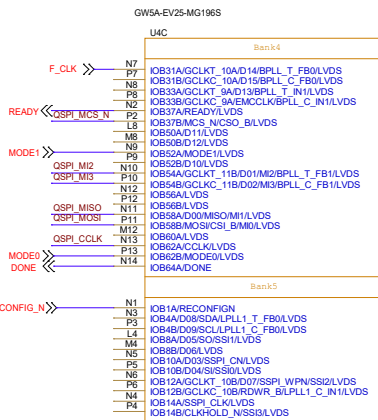 GW5A-EV25-MG196S
U4C
Bank4
F_CLK N7 IOB31A/GCLKT_10A/D14/BPLL_T_FB0/LVDS
P7 IOB31B/GCLKC_10A/D15/BPLL_C_FB0/LVDS
N8 IOB33A/GCLKT_9A/D13/BPLL_T_IN1/LVDS
P8 IOB33B/GCLKC_9A/EMCCLK/BPLL_C_IN1/LVDS
READY N2 IOB37A/READY/LVDS
QSPI_MCS_N P2 IOB37B/MCS_N/CSO_B/LVDS
L8 IOB50A/D11/LVDS
M8 IOB50B/D12/LVDS
MODE1 N9 IOB52A/MODE1/LVDS
P9 IOB52B/D10/LVDS
QSPI_MI2 N10 IOB54A/GCLKT_11B/D01/MI2/BPLL_T_FB1/LVDS
QSPI_MI3 P10 IOB54B/GCLKC_11B/D02/MI3/BPLL_C_FB1/LVDS
N12 IOB56A/LVDS
P12 IOB56B/LVDS
QSPI_MISO N11 IOB58A/D00/MISO/MI1/LVDS
QSPI_MOSI P11 IOB58B/MOSI/CSI_B/MI0/LVDS
M12 IOB60A/LVDS
QSPI_CCLK N13 IOB62A/CCLK/LVDS
MODE0 P13 IOB62B/MODE0/LVDS
DONE N14 IOB64A/DONE
Bank5
CONFIG_N N1 IOB1A/RECONFIGN
N3 IOB4A/D08/SDA/LPLL1_T_FB0/LVDS
P3 IOB4B/D09/SCL/LPLL1_C_FB0/LVDS
L4 IOB8A/D05/SO/SSI1/LVDS
M4 IOB8B/D06/LVDS
N5 IOB10A/D03/SSPI_CN/LVDS
P5 IOB10B/D04/SI/SSI0/LVDS
N6 IOB12A/GCLKT_10B/D07/SSPI_WPN/SSI2/LVDS
P6 IOB12B/GCLKC_10B/RDWR_B/LPLL1_C_IN1/LVDS
N4 IOB14A/SSPI_CLK/LVDS
P4 IOB14B/CLKHOLD_N/SSI3/LVDS